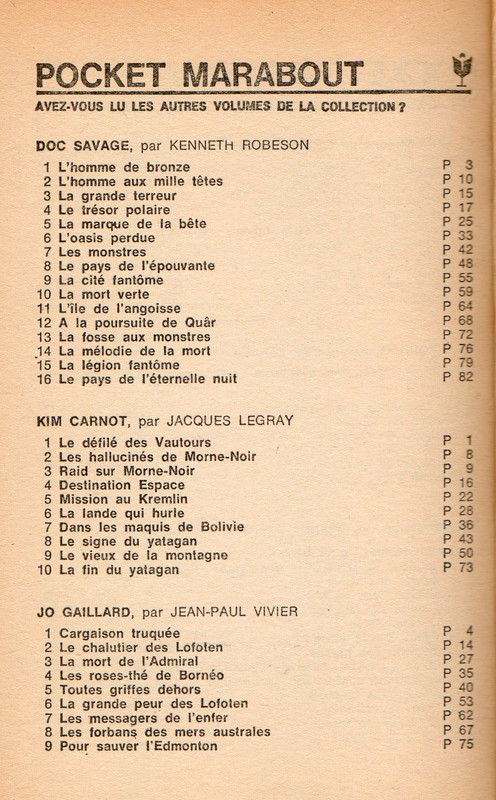 POCKET MARABOUT
AVEZ-VOUS LU LES AUTRES VOLUMES DE LA COLLECTION ?
DOC SAVAGE, par KENNETH ROBESON
1 L'homme de bronze P 3
2 L'homme aux mille têtes P 10
3 La grande terreur P 15
4 Le trésor polaire P 17
5 La marque de la bête P 25
6 L'oasis perdue P 33
7 Les monstres P 42
8 Le pays de l'épouvante P 48
9 La cité fantôme P 55
10 La mort verte P 59
11 L'île de l'angoisse P 64
12 A la poursuite de Quâr P 68
13 La fosse aux monstres P 72
14 La mélodie de la mort P 76
15 La légion fantôme P 79
16 Le pays de l'éternelle nuit P 82
KIM CARNOT, par JACQUES LEGRAY
1 Le défilé des Vautours P 1
2 Les hallucinés de Morne-Noir P 8
3 Raid sur Morne-Noir P 9
4 Destination Espace P 16
5 Mission au Kremlin P 22
6 La lande qui hurle P 28
7 Dans les maquis de Bolivie P 36
8 Le signe du yatagan P 43
9 Le vieux de la montagne P 50
10 La fin du yatagan P 73
JO GAILLARD, par JEAN-PAUL VIVIER
1 Cargaison truquée P 4
2 Le chalutier des Lofoten P 14
3 La mort de l'Admiral P 27
4 Les roses-thé de Bornéo P 35
5 Toutes griffes dehors P 40
6 La grande peur des Lofoten P 53
7 Les messagers de l'enfer P 62
8 Les forbans des mers australes P 67
9 Pour sauver l'Edmonton P 75